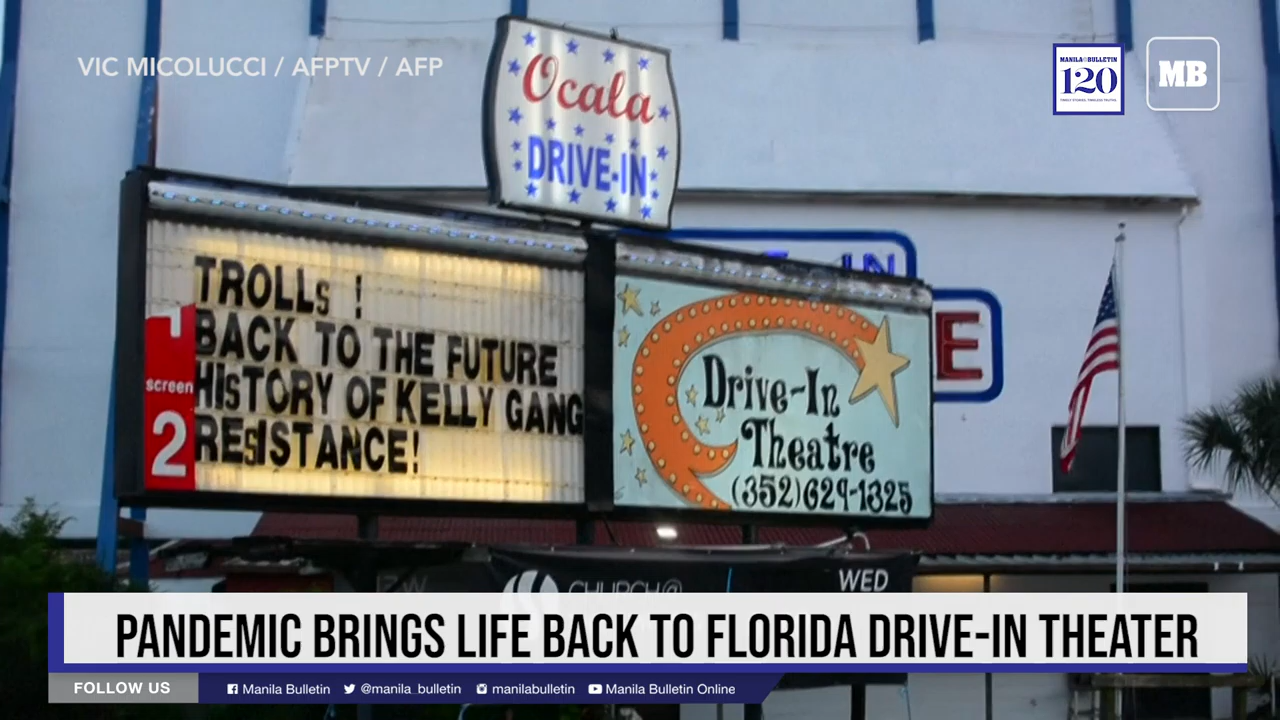 VIC MICOLUCCI / AFPTV / AFP
MANILA BULLETIN
120
MB
Ocala
DRIVE-IN
TROLLs !
BACK TO THE FUTURE
HIsTORY OF KELLY GANG
REsISTANCE!
1
screen
2
IN
E
Drive-In
Theatre
(352)629-1325
CHURCH@
WED
PANDEMIC BRINGS LIFE BACK TO FLORIDA DRIVE-IN THEATER
FOLLOW US
Manila Bulletin
@manila_bulletin
manilabulletin
Manila Bulletin Online